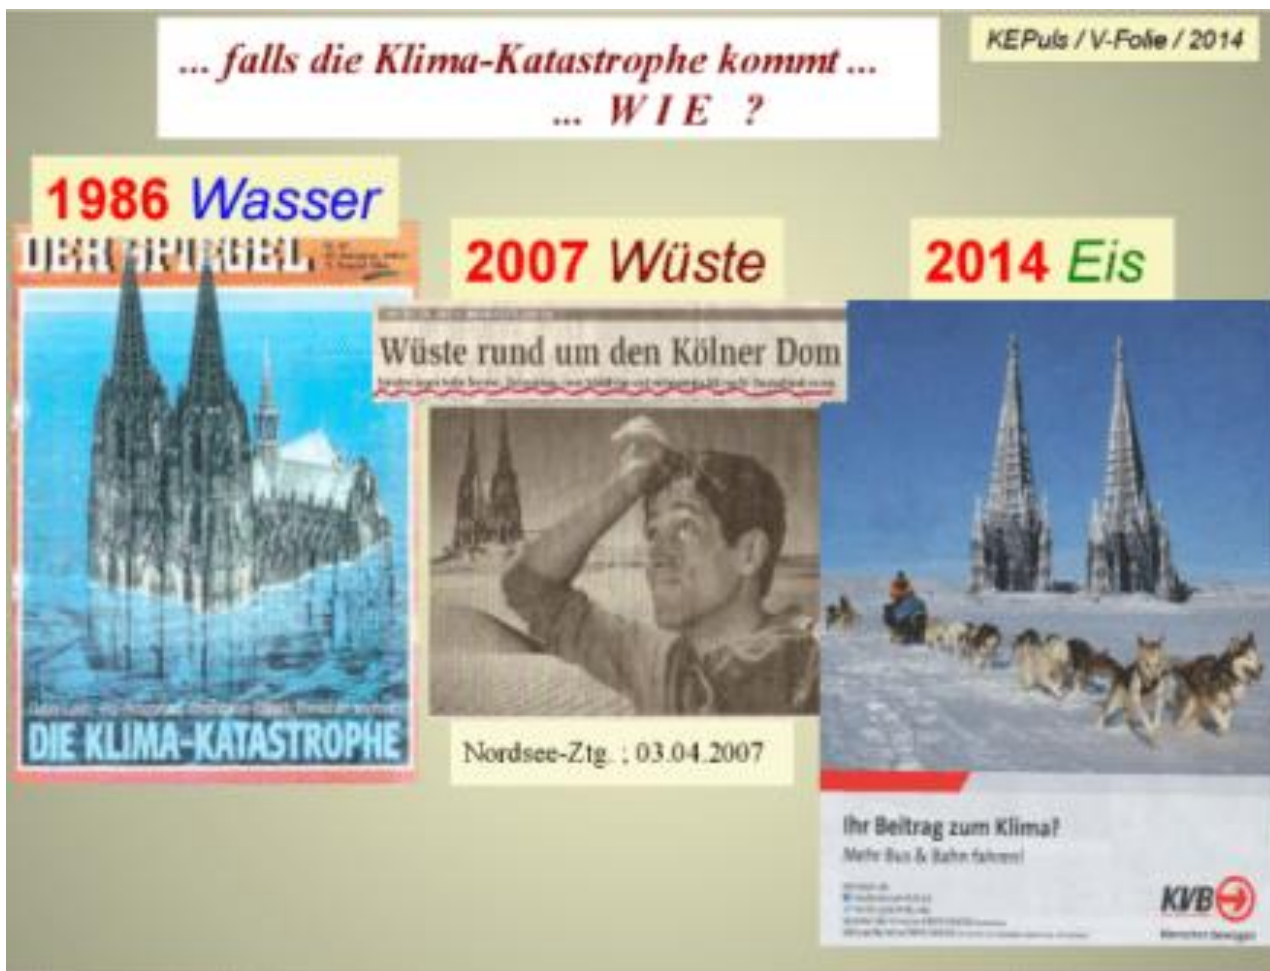 ... falls die Klima-Katastrophe kommt ...
... W I E ?
KEPuls / V-Folie / 2014
1986 Wasser
DER SPIEGEL
DIE KLIMA-KATASTROPHE
2007 Wüste
Wüste rund um den Kölner Dom
Nordsee-Ztg. ; 03.04.2007
2014 Eis
Ihr Beitrag zum Klima?
Mehr Bus & Bahn fahren!
KVB
Menschen bewegen